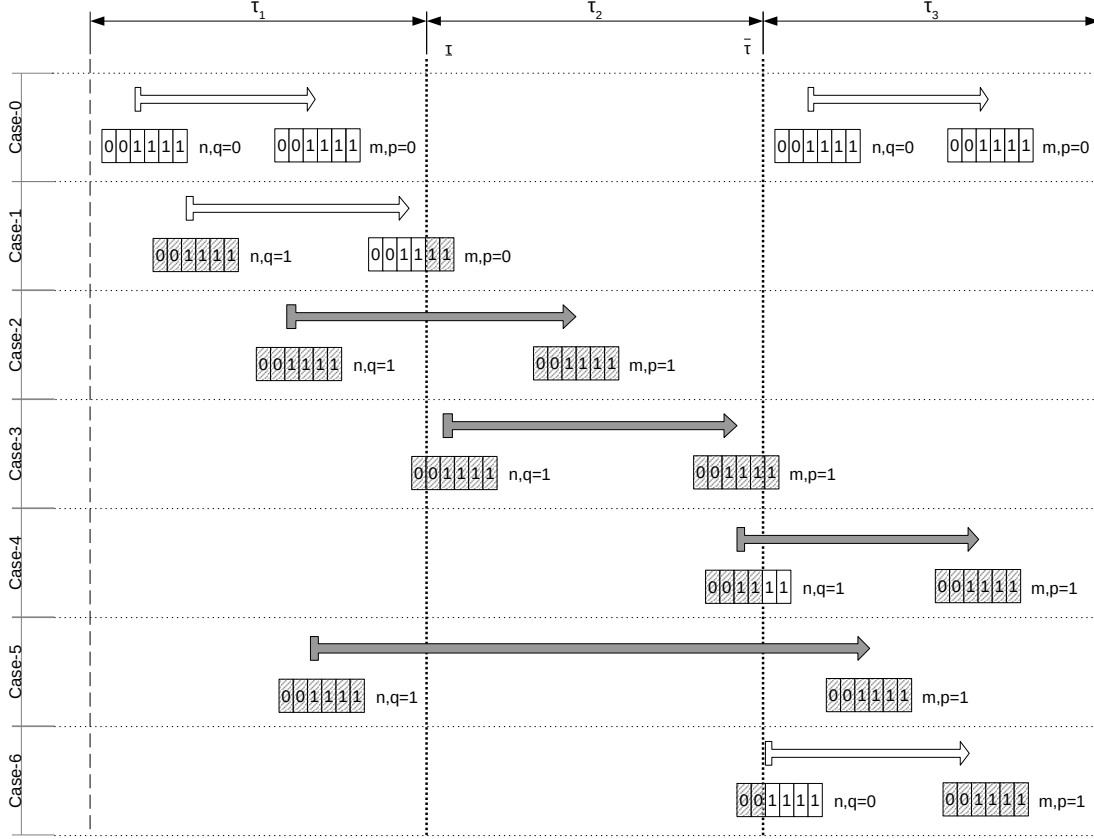 τ1 τ2 τ3
τ τ̄
Case-0
001111 n,q=0 001111 m,p=0 001111 n,q=0 001111 m,p=0
Case-1
001111 n,q=1 001111 m,p=0
Case-2
001111 n,q=1 001111 m,p=1
Case-3
001111 n,q=1 001111 m,p=1
Case-4
001111 n,q=1 001111 m,p=1
Case-5
001111 n,q=1 001111 m,p=1
Case-6
001111 n,q=0 001111 m,p=1